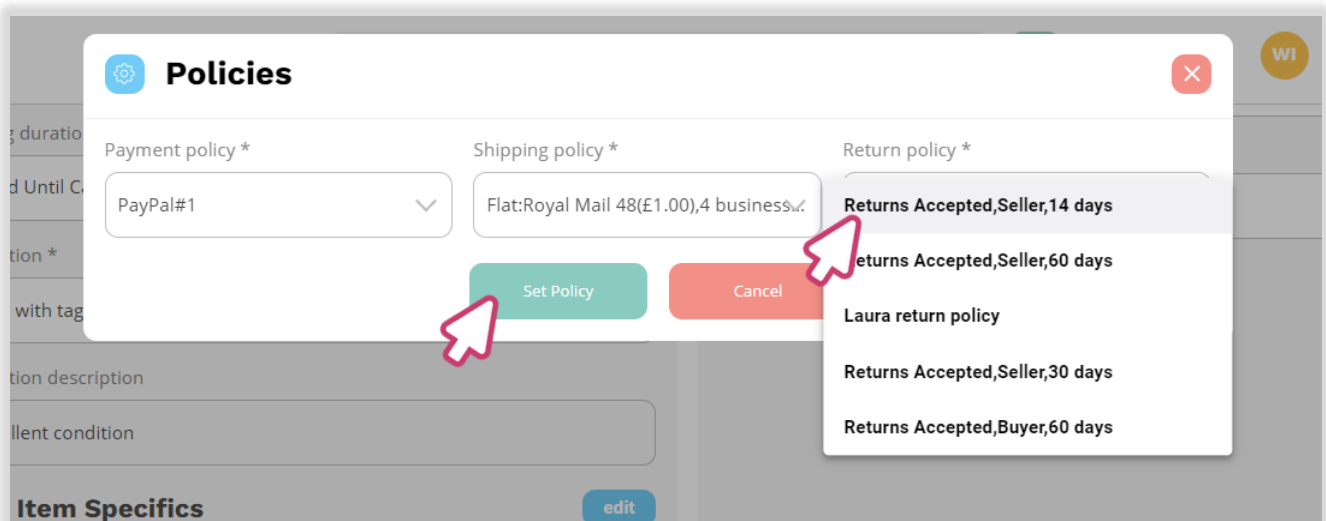 Policies
WI
Payment policy *
Shipping policy *
Return policy *
PayPal#1
Flat:Royal Mail 48(£1.00),4 business...
Returns Accepted,Seller,14 days
Returns Accepted,Seller,60 days
Laura return policy
Returns Accepted,Seller,30 days
Returns Accepted,Buyer,60 days
Set Policy
Cancel
g duratio
d Until Ca
tion *
with tag
tion description
llent condition
Item Specifics
edit